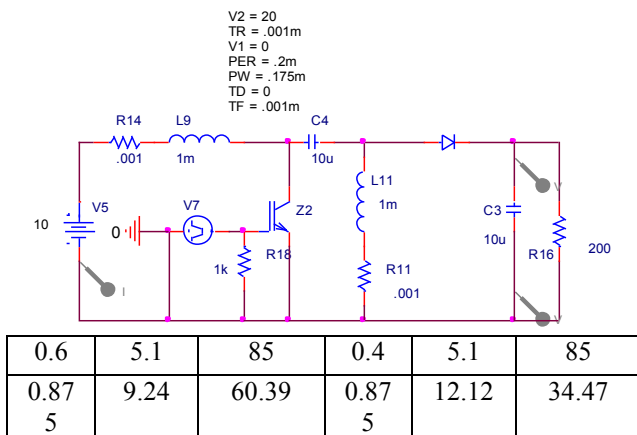 V2 = 20
TR = .001m
V1 = 0
PER = .2m
PW = .175m
TD = 0
TF = .001m
R14
L9
C4
.001
1m
10u
L11
1m
V5
V7
Z2
C3
10
0
R18
10u
R16
200
1k
R11
.001
I
V
V
0.6 5.1 85 0.4 5.1 85
0.87 9.24 60.39 0.87 12.12 34.47
5 5